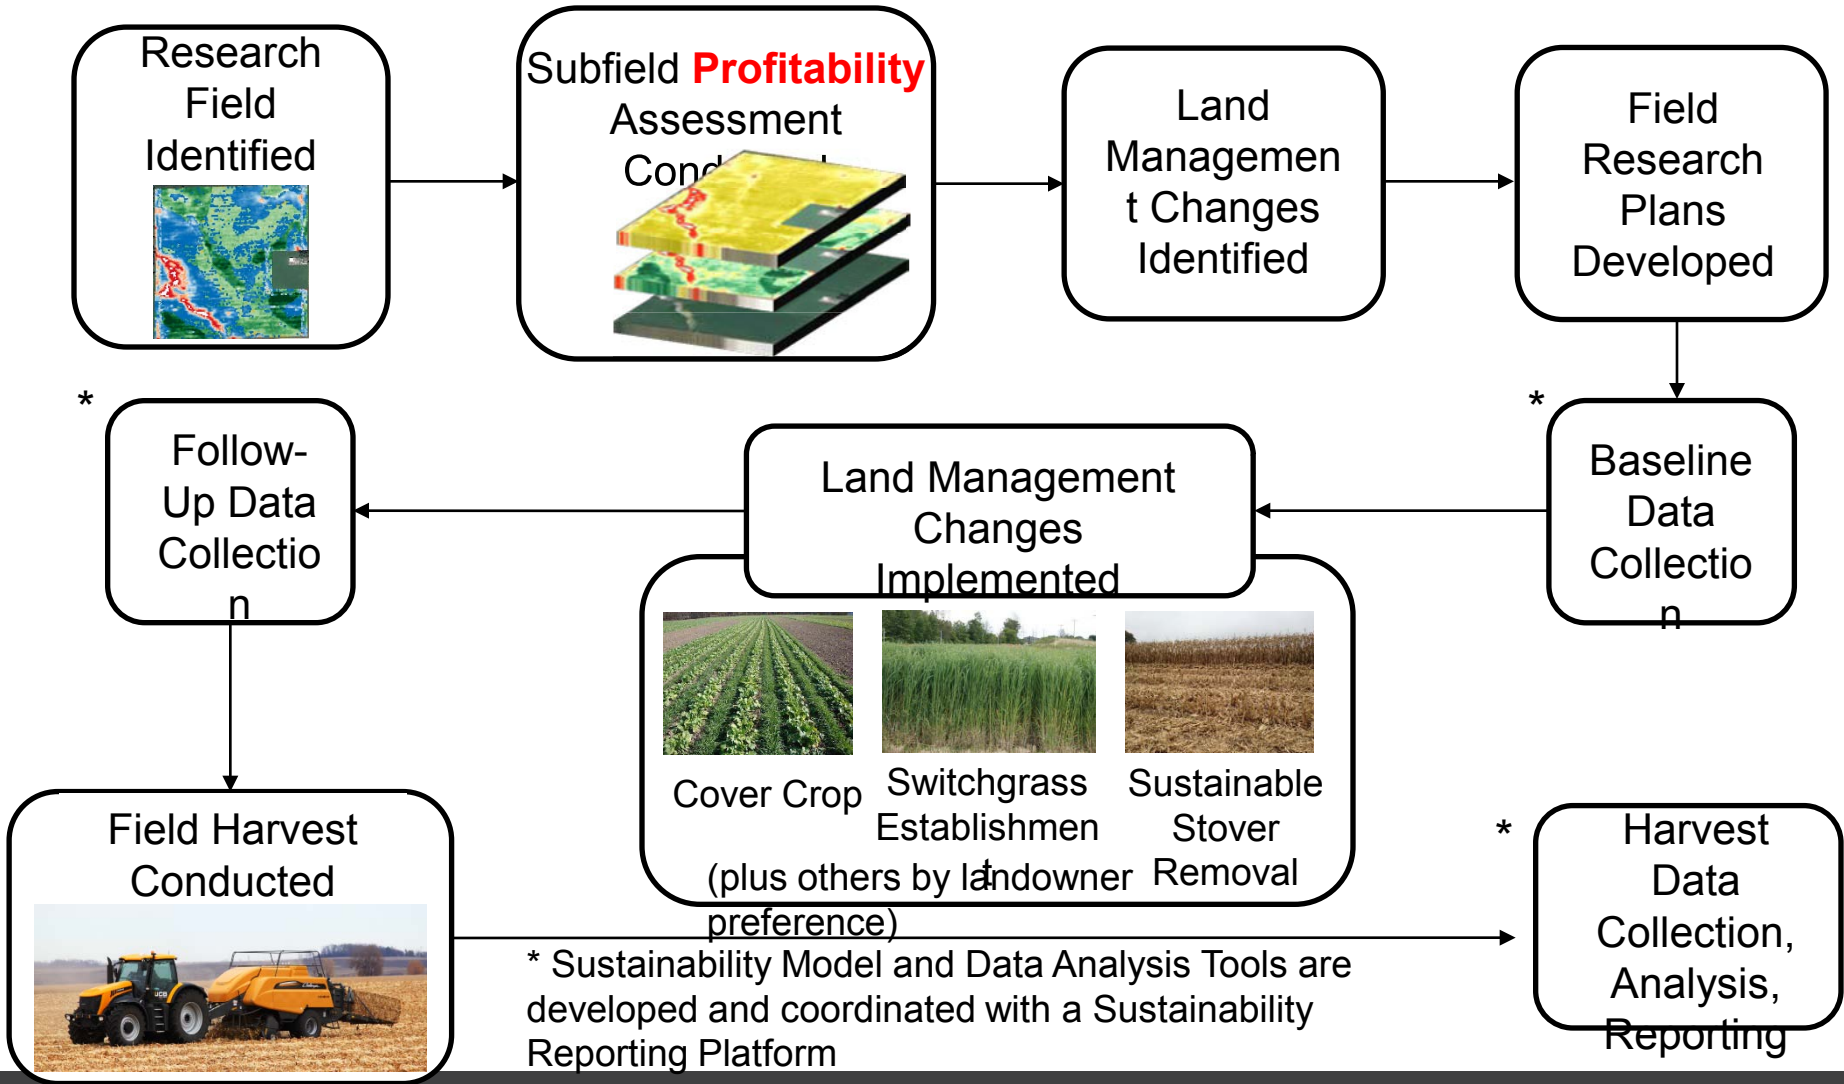 Research
Field
Identified
Subfield Profitability
Assessment
Land
Managemen
t Changes
Identified
Field
Research
Plans
Developed
*
Follow-
Up Data
Collectio
n
Land Management
Changes
Implemented
*
Baseline
Data
Collectio
n
Cover Crop
Switchgrass
Establishmen
t
Sustainable
Stover
Removal
(plus others by landowner
preference)
Field Harvest
Conducted
JCB
* Sustainability Model and Data Analysis Tools are
developed and coordinated with a Sustainability
Reporting Platform
*
Harvest
Data
Collection,
Analysis,
Reporting